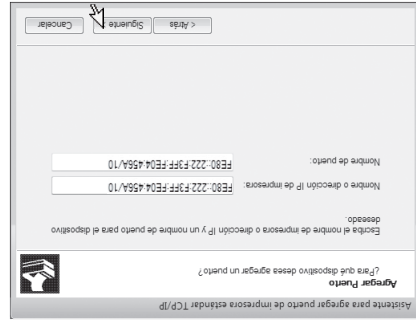 Asistente para agregar puerto de impresora estándar TCP/IP
Agregar Puerto
¿Para qué dispositivo desea agregar un puerto?
Escriba el nombre de impresora o dirección IP y un nombre de puerto para el dispositivo
deseado.
Nombre o dirección IP de impresora: FE80::222:F3FF:FE04:456A/10
Nombre de puerto: FE80::222:F3FF:FE04:456A/10
< Atrás Siguiente > Cancelar